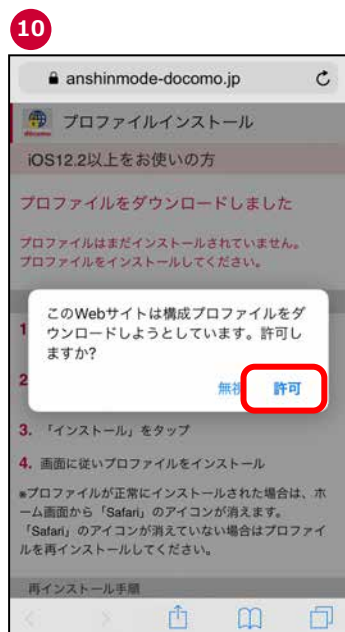 10
anshinmode-docomo.jp
プロファイルインストール
iOS12.2以上をお使いの方
プロファイルをダウンロードしました
プロファイルはまだインストールされていません。
プロファイルをインストールしてください。
このWebサイトは構成プロファイルをダ
ウンロードしようとしています。許可し
ますか?
無視
許可
1
2
3. 「インストール」をタップ
4. 画面に従いプロファイルをインストール
※プロファイルが正常にインストールされた場合は、ホ
ーム画面から「Safari」のアイコンが消えます。
「Safari」のアイコンが消えていない場合はプロファイ
ルを再インストールしてください。
再インストール手順